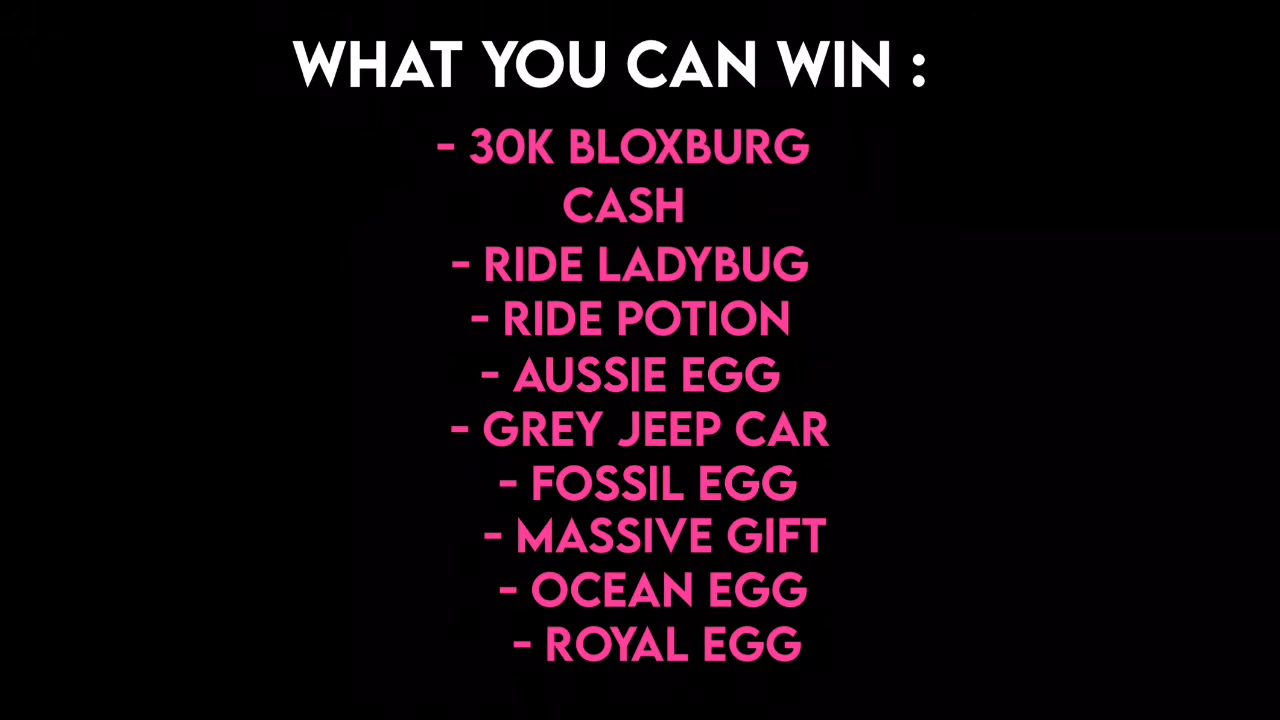 WHAT YOU CAN WIN :
- 30K BLOXBURG
CASH
- RIDE LADYBUG
- RIDE POTION
- AUSSIE EGG
- GREY JEEP CAR
- FOSSIL EGG
- MASSIVE GIFT
- OCEAN EGG
- ROYAL EGG